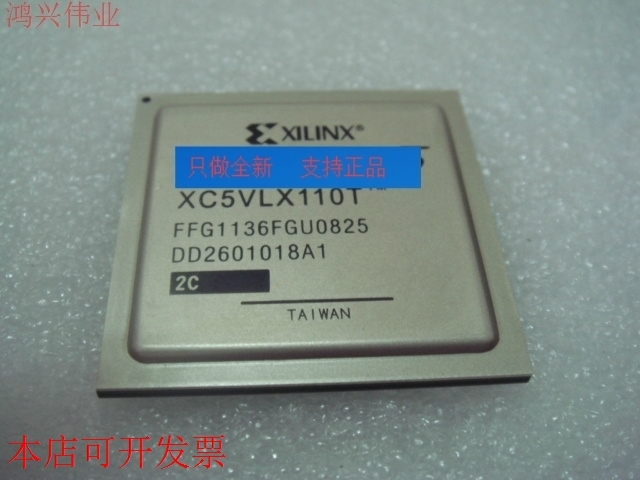 鸿兴伟业
XILINX®
只做全新 支持正品
XC5VLX110T™
FFG1136FGU0825
DD2601018A1
2C
TAIWAN
本店可开发票